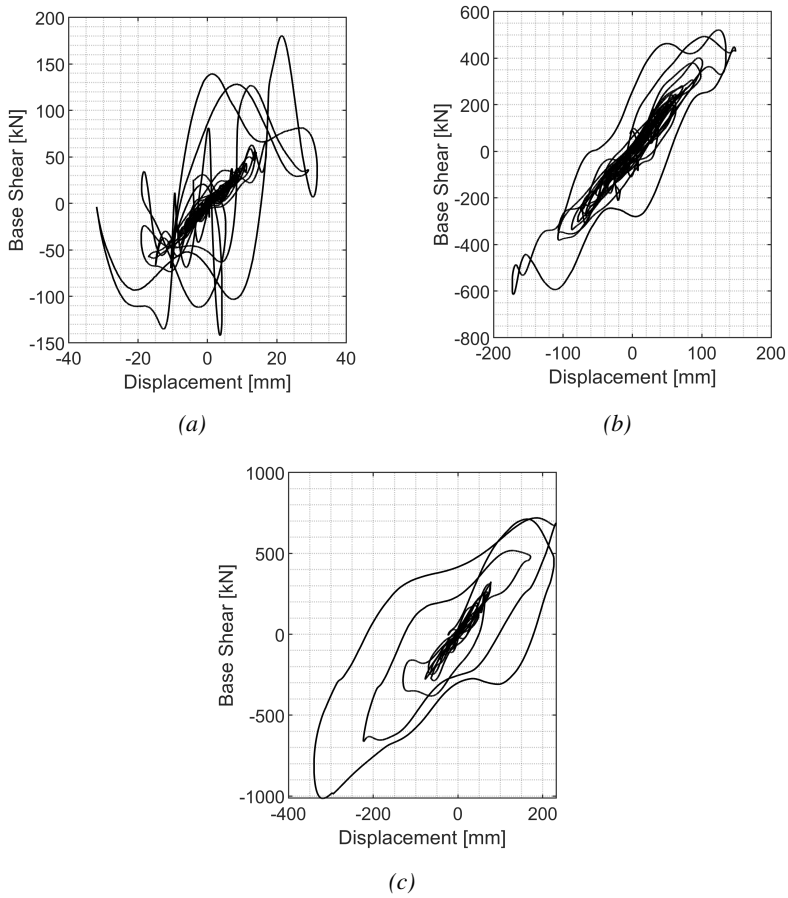 200
150
100
50
0
-50
-100
-150
-40 -20 0 20 40
Base Shear [kN]
Displacement [mm]
(a)
600
400
200
0
-200
-400
-600
-800
-200 -100 0 100 200
Base Shear [kN]
Displacement [mm]
(b)
1000
500
0
-500
-1000
-400 -200 0 200
Base Shear [kN]
Displacement [mm]
(c)